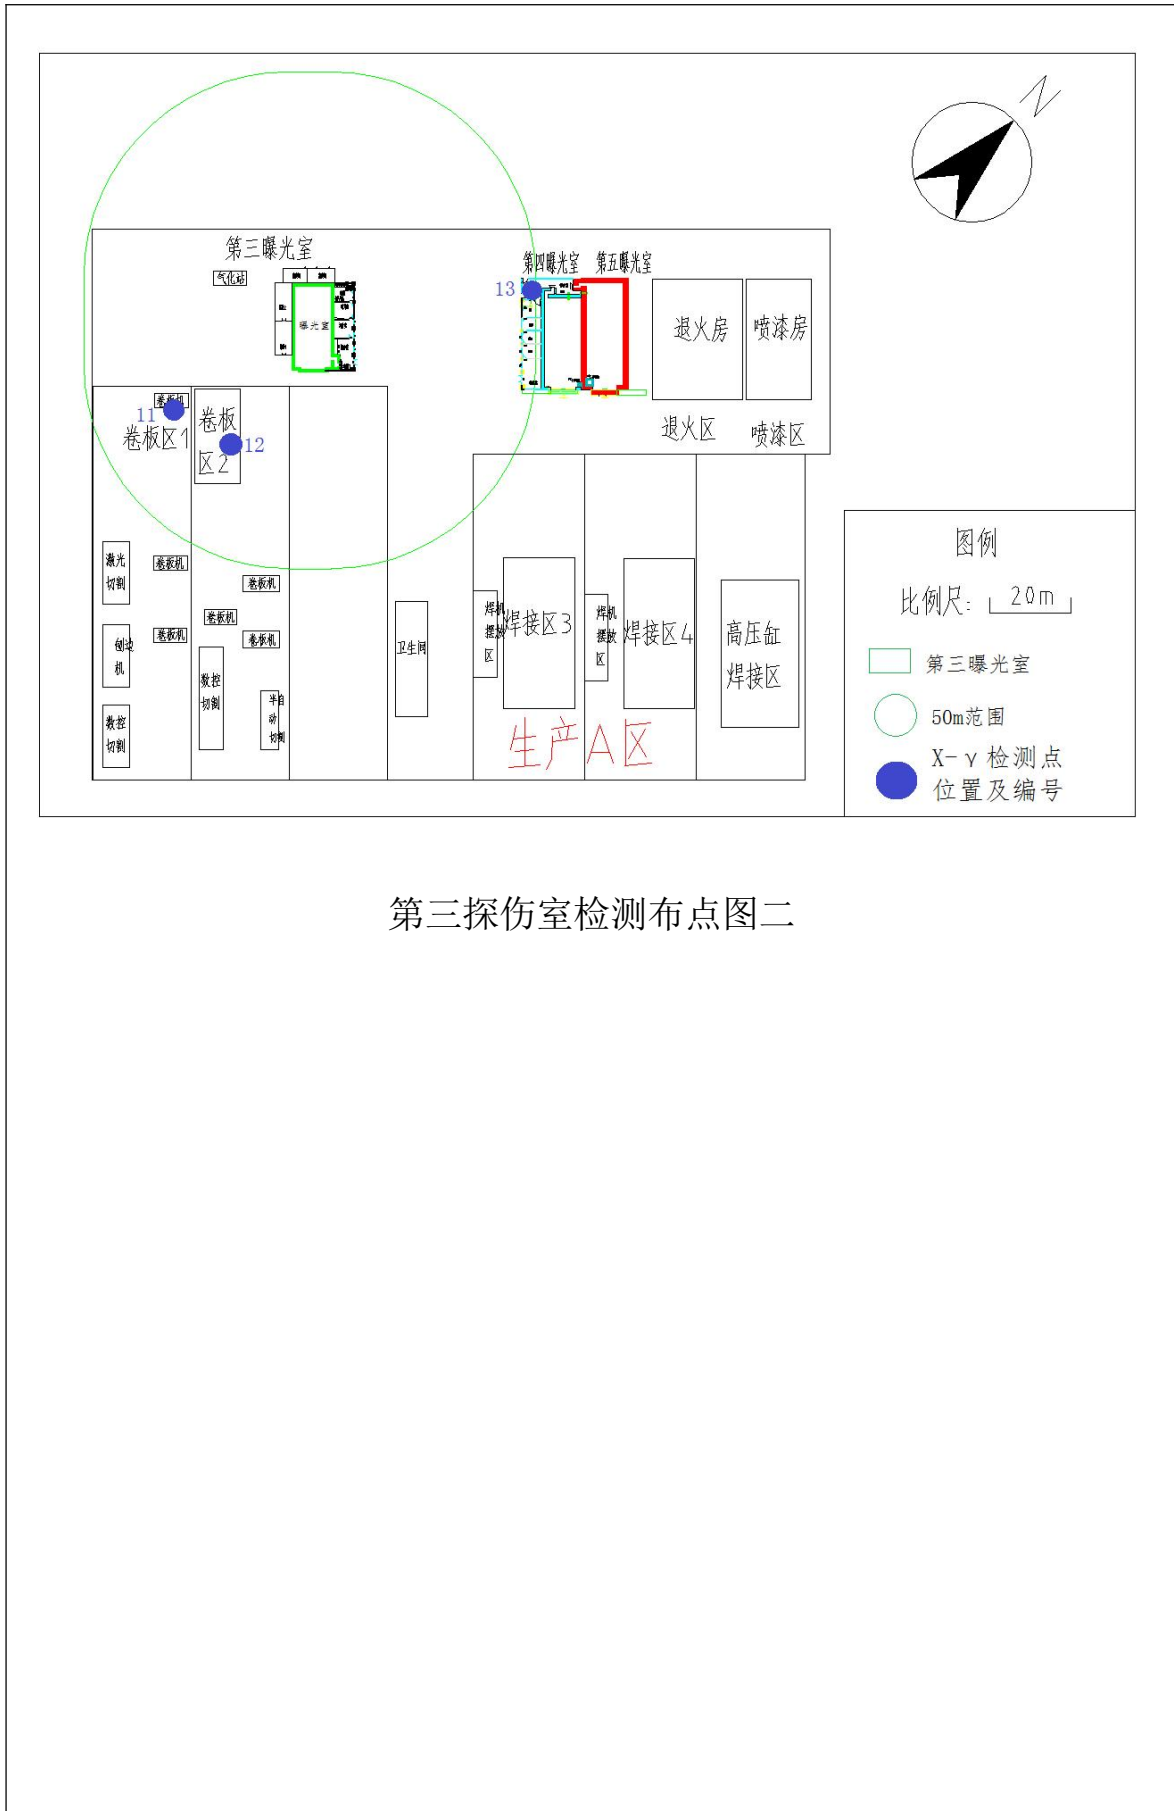 N
第三曝光室
气化站
曝光室
第四曝光室
第五曝光室
13
退火房
喷漆房
退火区
喷漆区
卷板机
11
卷板区1
卷板
区2
12
激光
切割
卷板机
卷板机
卷板机
刨边
机
卷板机
卷板机
数控
切割
数控
切割
半自
动
切割
卫生间
焊机
摆放
区
焊接区3
焊机
摆放
区
焊接区4
高压缸
焊接区
生产A区
图例
比例尺: 20m
第三曝光室
50m范围
X-γ检测点
位置及编号
第三探伤室检测布点图二